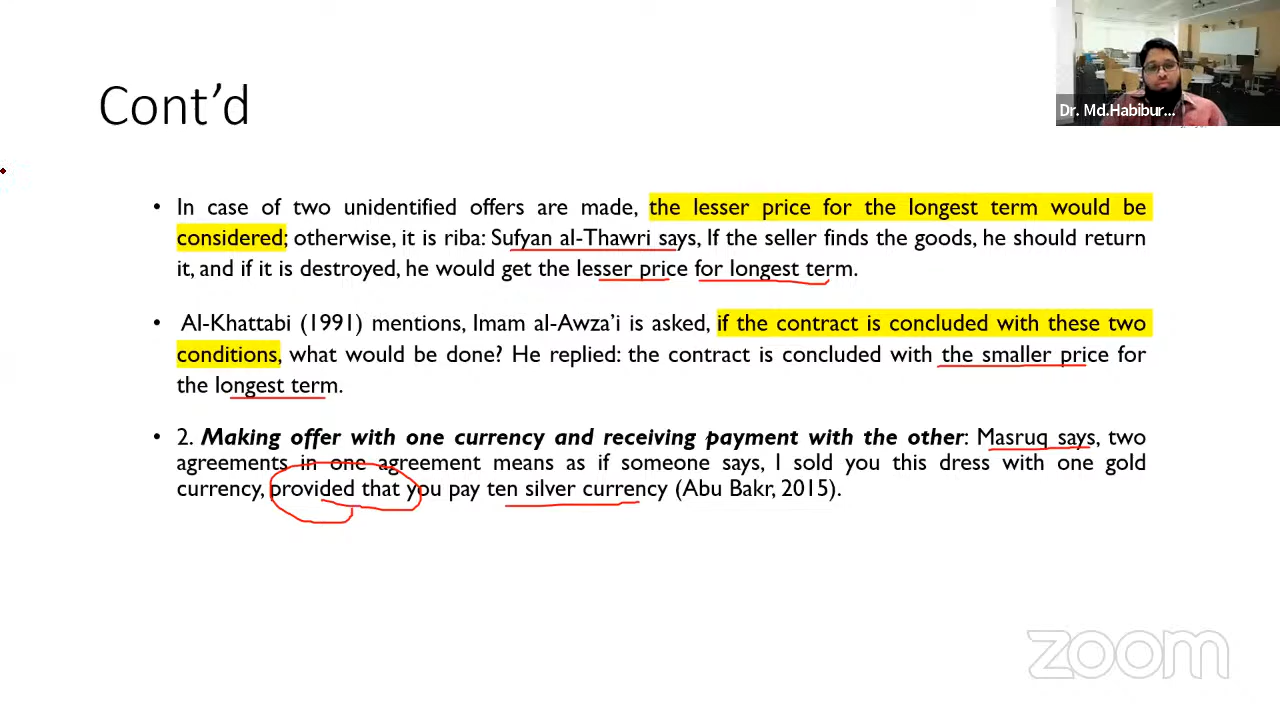 Cont'd
Dr. Md.Habibur...
• In case of two unidentified offers are made, the lesser price for the longest term would be
considered; otherwise, it is riba: Sufyan al-Thawri says, If the seller finds the goods, he should return
it, and if it is destroyed, he would get the lesser price for longest term.
• Al-Khattabi (1991) mentions, Imam al-Awza'i is asked, if the contract is concluded with these two
conditions, what would be done? He replied: the contract is concluded with the smaller price for
the longest term.
• 2. Making offer with one currency and receiving payment with the other: Masruq says, two
agreements in one agreement means as if someone says, I sold you this dress with one gold
currency, provided that you pay ten silver currency (Abu Bakr, 2015).
zoom